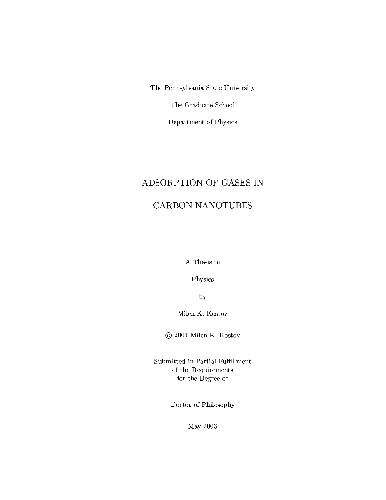 The Pennsylvania State University
The Graduate School
Department of Physics
ADSORPTION OF GASES IN
CARBON NANOTUBES
A Thesis in
Physics
by
Milen K. Kostov
© Milen K. Kostov
Submitted in Partial Fulfillment
of the Requirements
for the Degree of
Doctor of Philosophy
May